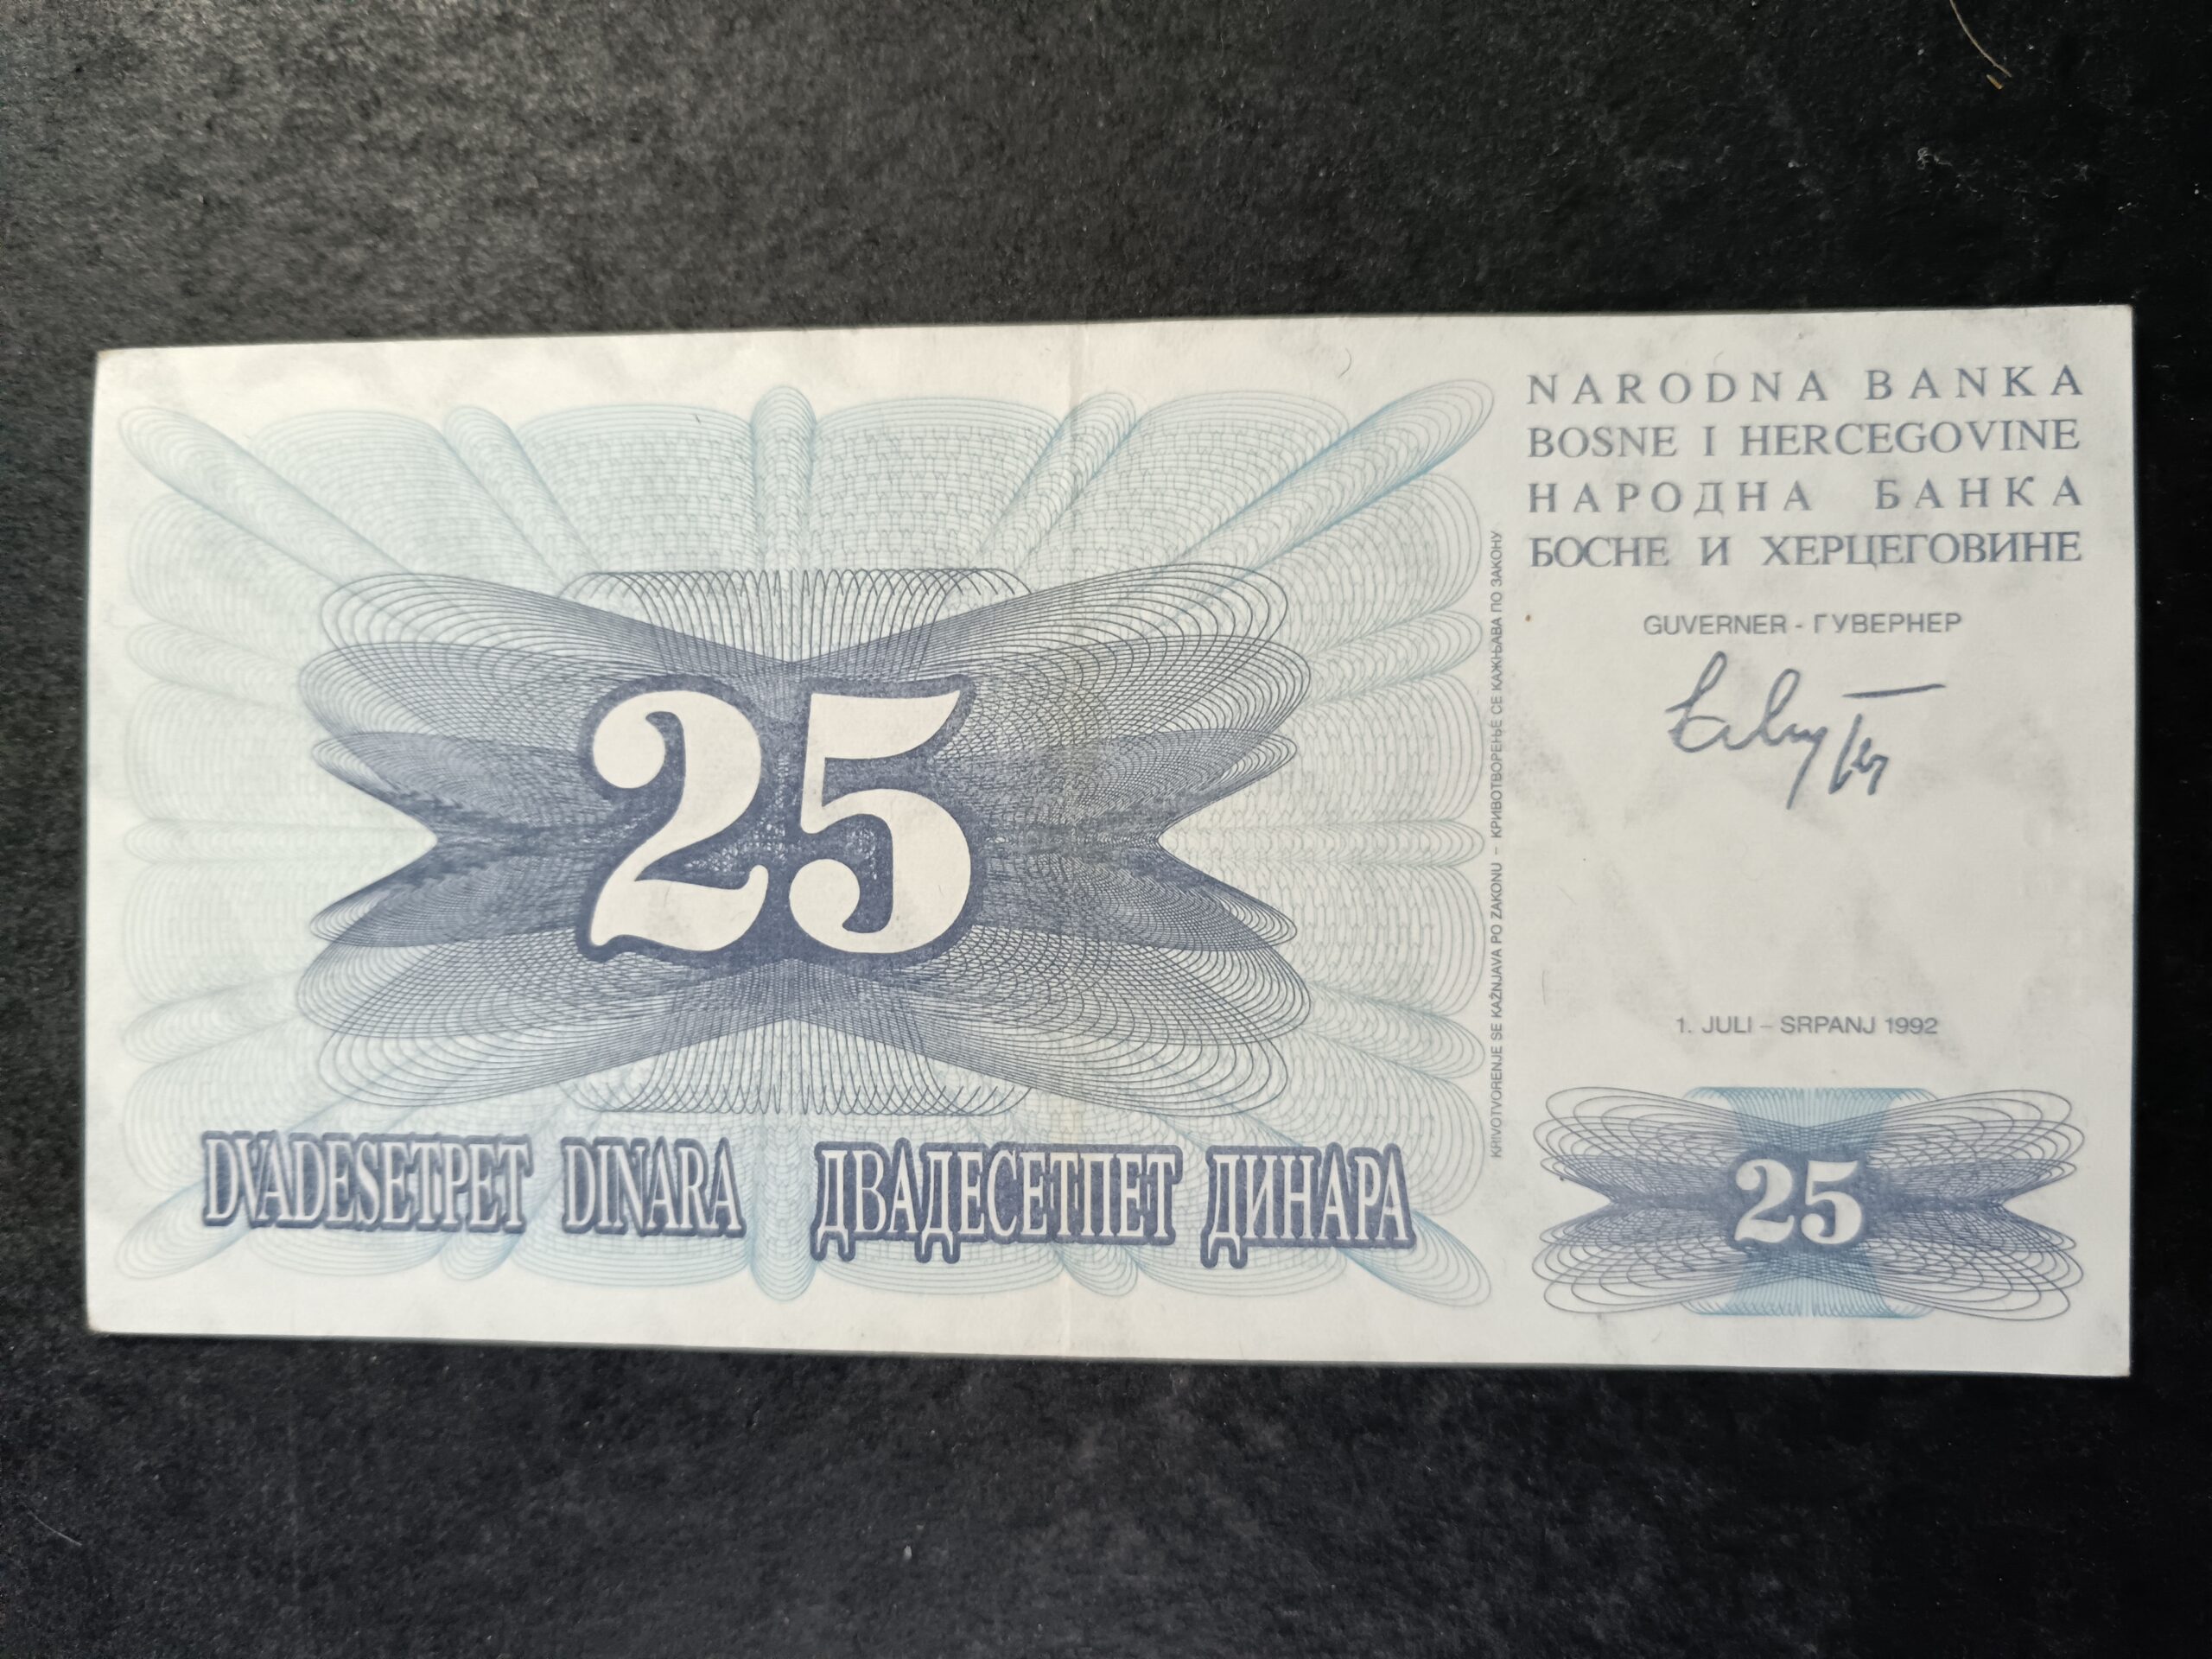 NARODNA BANKA
BOSNE I HERCEGOVINE
НАРОДНА БАНКА
БОСНЕ И ХЕРЦЕГОВИНЕ
GUVERNER - ГУВЕРНЕР
25
KRIVOTVORENJE SE KAŽNJAVA PO ZAKONU – КРИВОТВОРЕЊЕ СЕ КАЖЊАВА ПО ЗАКОНУ
1. JULI – SRPANJ 1992
DVADESETPET DINARA ДВАДЕСЕТПЕТ ДИНАРА
25